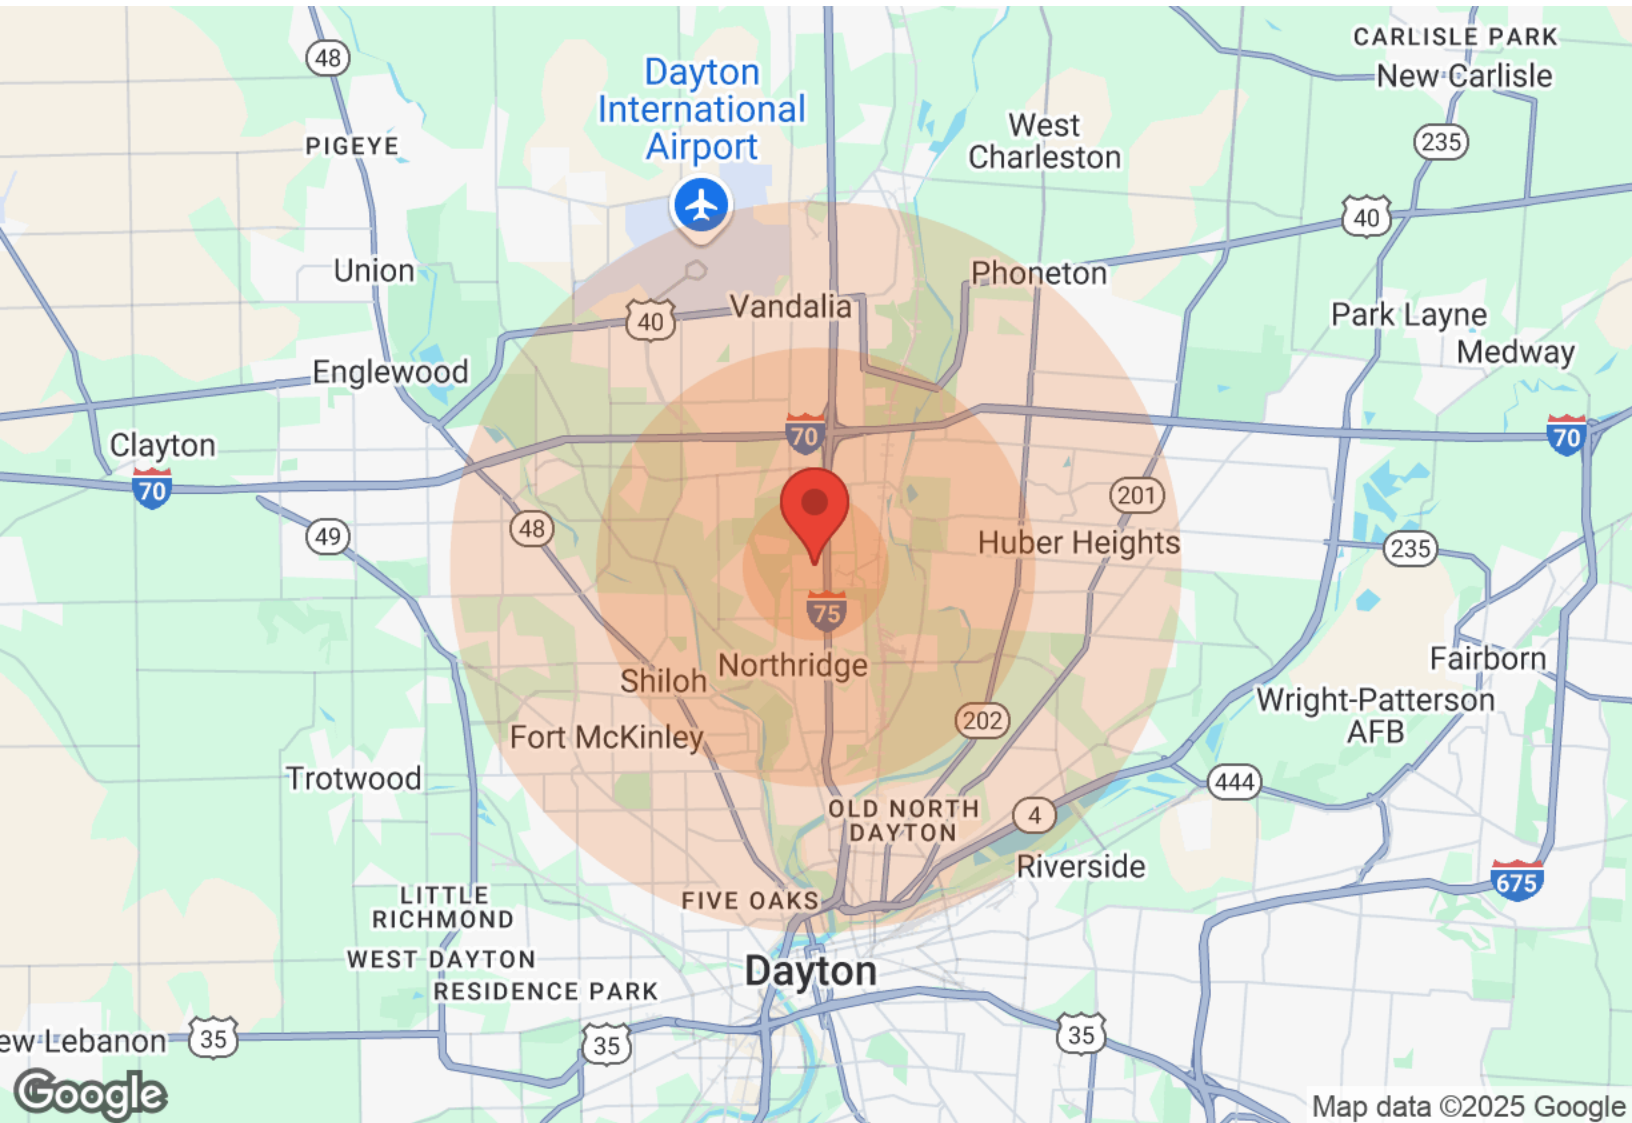 CARLISLE PARK
48
New Carlisle
Dayton
International
Airport
West
Charleston
235
PIGEYE
40
Union
Phoneton
Vandalia
40
Park Layne
Medway
Englewood
70
70
Clayton
70
201
48
49
Huber Heights
235
75
Northridge
Shiloh
Fairborn
Wright-Patterson
AFB
202
Fort McKinley
Trotwood
444
OLD NORTH
DAYTON
4
Riverside
675
LITTLE
RICHMOND
FIVE OAKS
WEST DAYTON
Dayton
RESIDENCE PARK
ew Lebanon
35
35
35
Google
Map data ©2025 Google